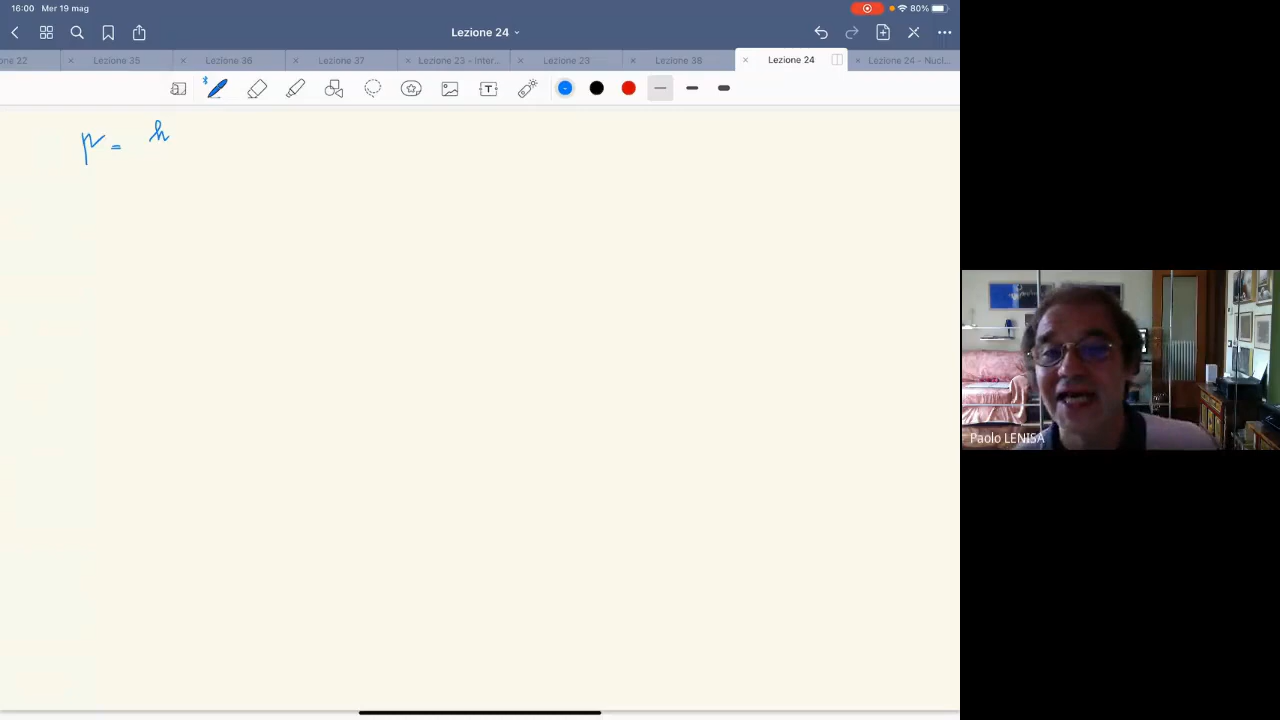 16:00 Mer 19 mag
80%
Lezione 24
one 22
Lezione 35
Lezione 36
Lezione 37
Lezione 23 - Inter...
Lezione 23
Lezione 38
Lezione 24
Lezione 24 - Nucl...
p = h
Paolo LENISA